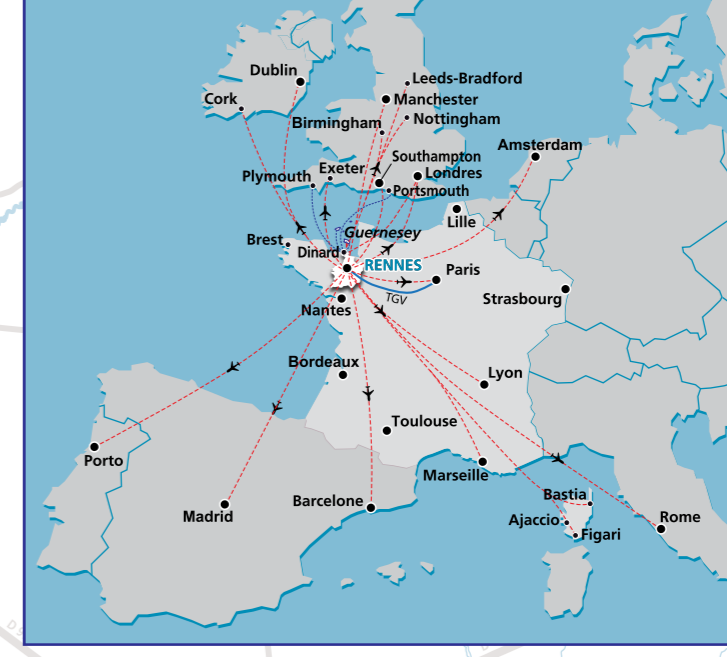 Dublin
Leeds-Bradford
Cork
Manchester
Birmingham
Nottingham
Amsterdam
Southampton
Plymouth
Exeter
Londres
Portsmouth
Lille
Guernesey
Brest
Dinard
RENNES
Paris
TGV
Strasbourg
Nantes
Bordeaux
Lyon
Toulouse
Porto
Marseille
Madrid
Barcelone
Bastia
Ajaccio
Rome
Figari